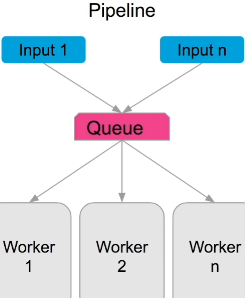 Pipeline
Input 1
Input n
Queue
Worker
1
Worker
2
Worker
n